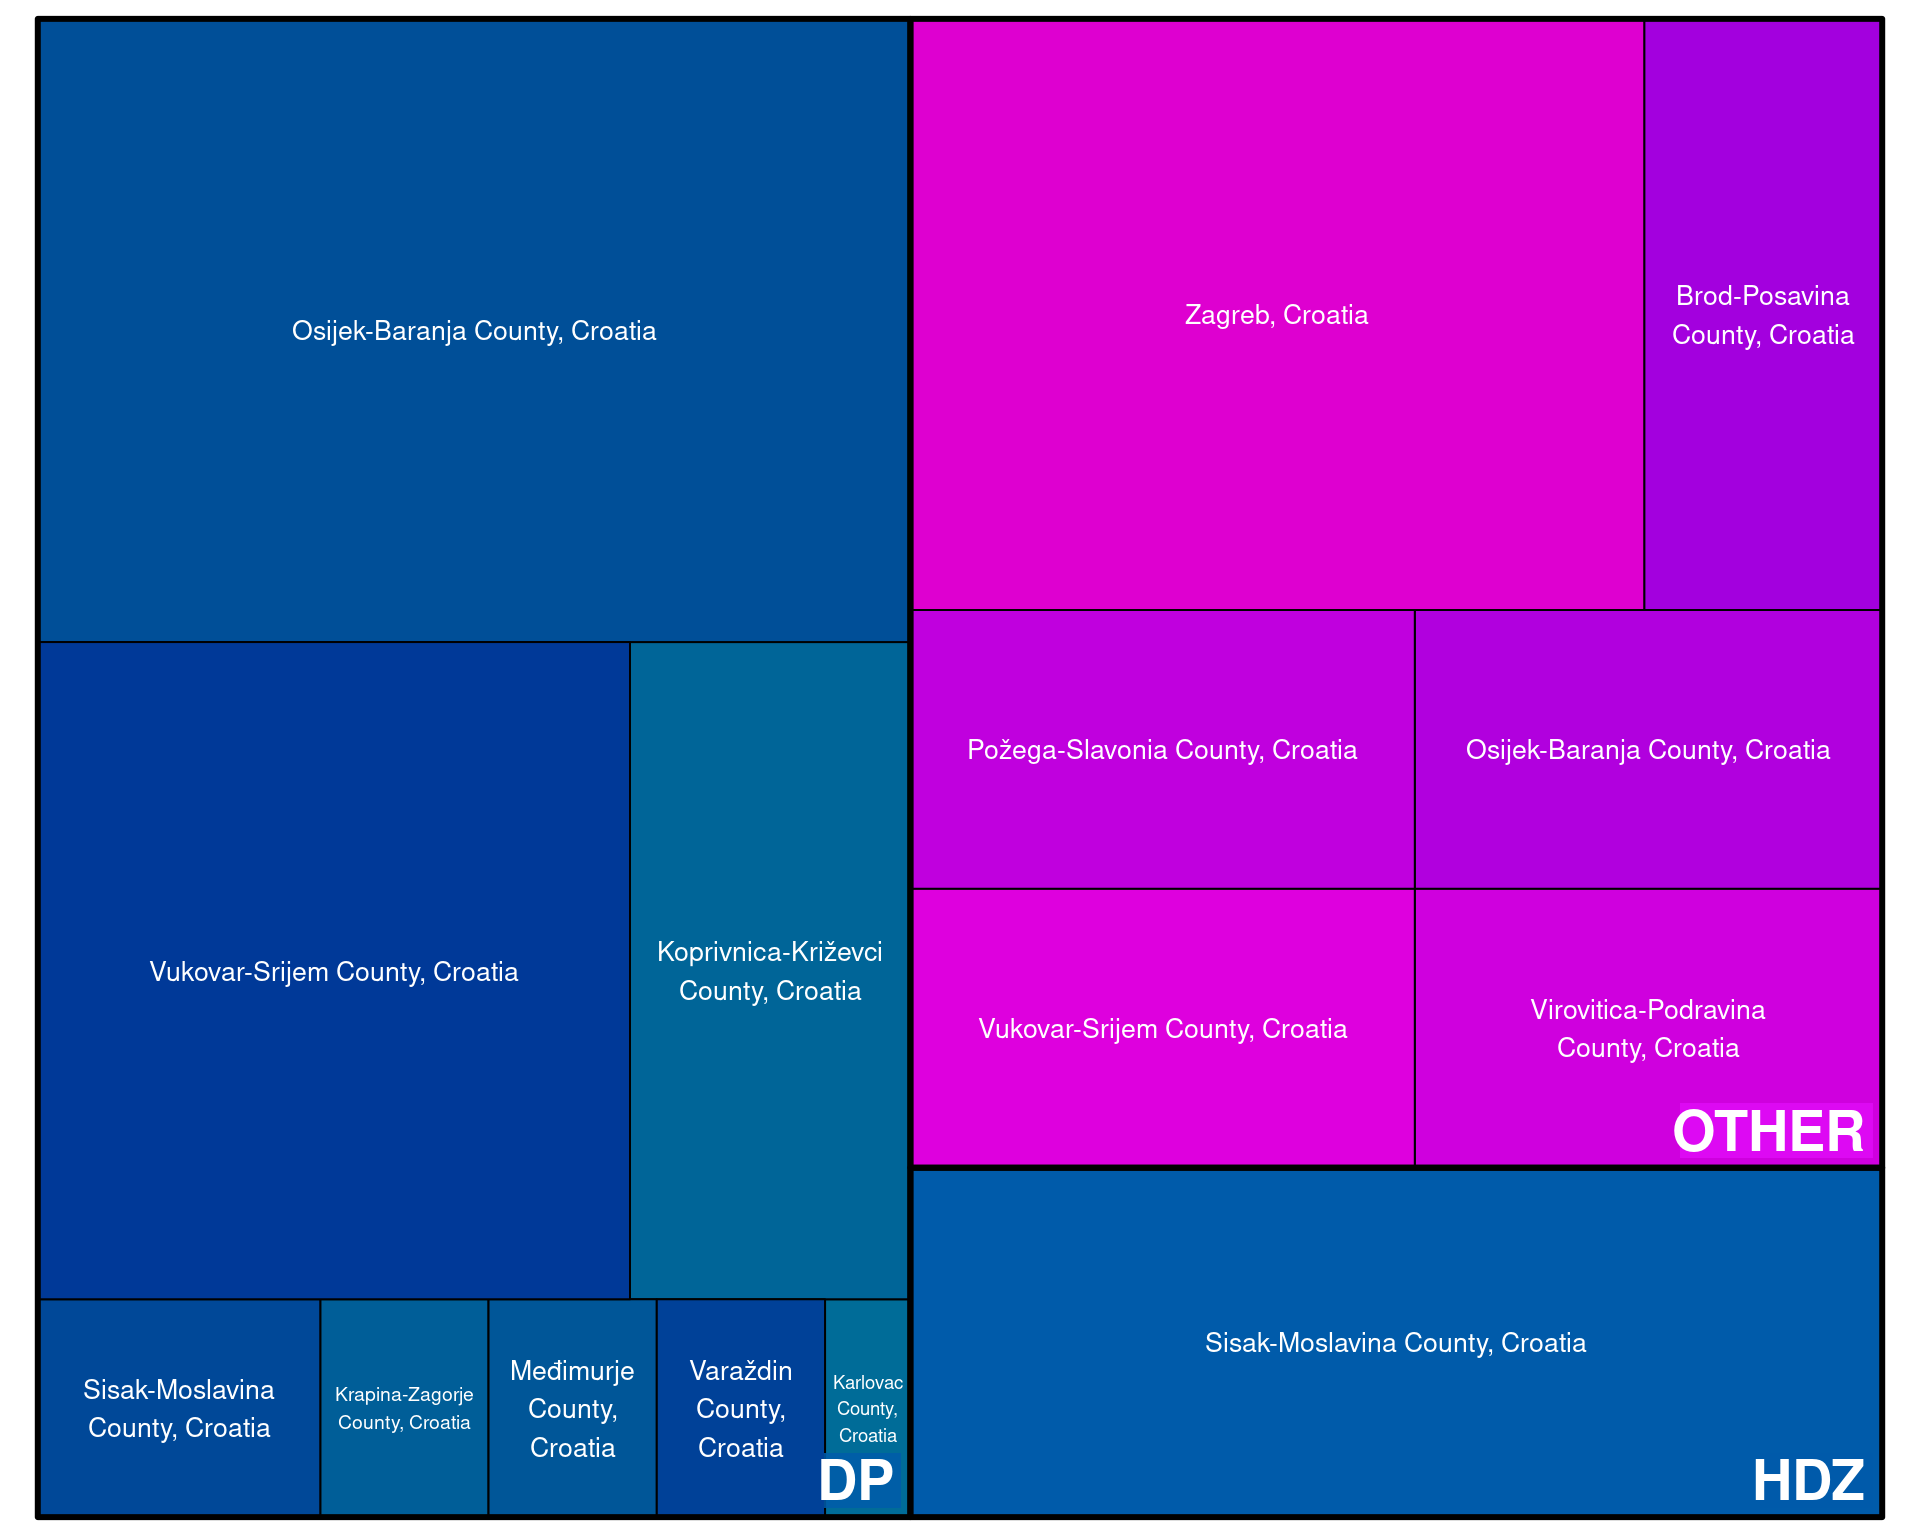 Osijek-Baranja County, Croatia
Vukovar-Srijem County, Croatia
Koprivnica-Križevci
County, Croatia
Sisak-Moslavina
County, Croatia
Krapina-Zagorje
County, Croatia
Međimurje
County,
Croatia
Varaždin
County,
Croatia
Karlovac
County,
Croatia
DP
Zagreb, Croatia
Brod-Posavina
County, Croatia
Požega-Slavonia County, Croatia
Osijek-Baranja County, Croatia
Vukovar-Srijem County, Croatia
Virovitica-Podravina
County, Croatia
OTHER
Sisak-Moslavina County, Croatia
HDZ